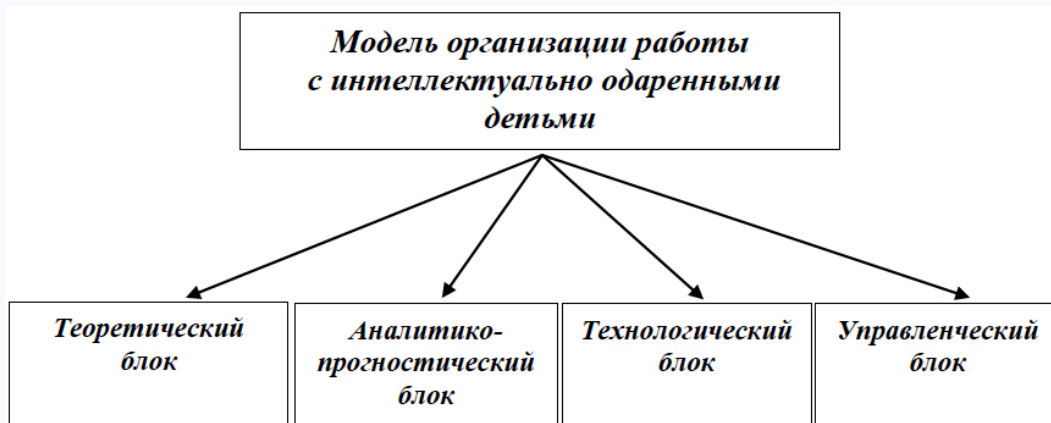 Модель организации работы
с интеллектуально одаренными
детьми
Теоретический
блок
Аналитико-
прогностический
блок
Технологический
блок
Управленческий
блок